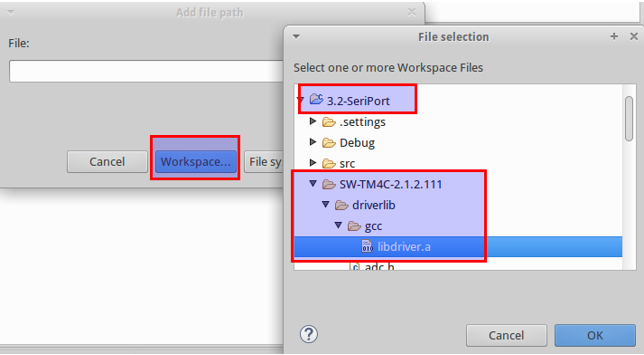 Add file path
File:
Cancel
Workspace...
File sy
File selection
Select one or more Workspace Files
3.2-SeriPort
.settings
Debug
src
SW-TM4C-2.1.2.111
driverlib
gcc
libdriver.a
adc.h
Cancel
OK